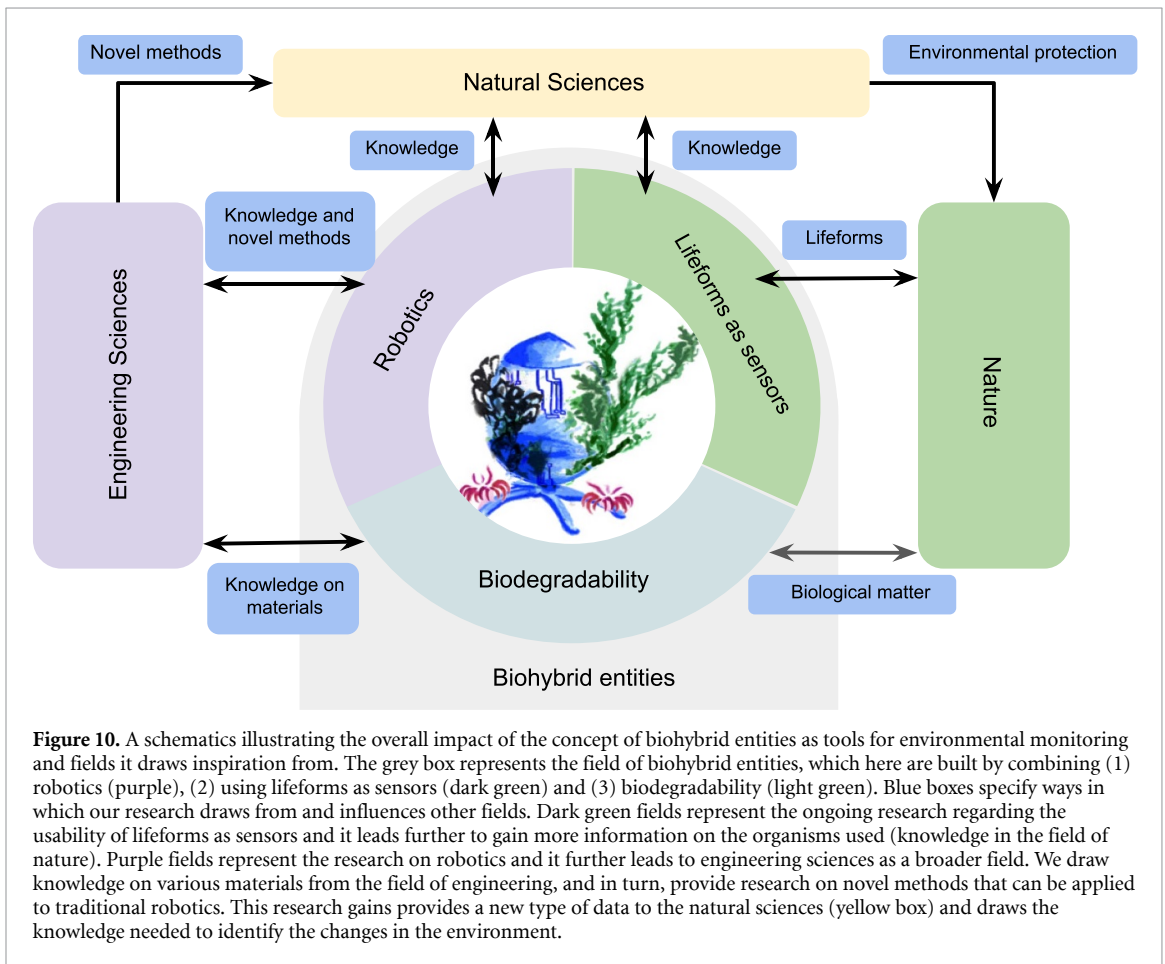 Novel methods
Natural Sciences
Environmental protection
Knowledge
Knowledge
Knowledge and
novel methods
Lifeforms
Engineering Sciences
Robotics
Lifeforms as sensors
Nature
Biodegradability
Knowledge on
materials
Biological matter
Biohybrid entities
Figure 10. A schematics illustrating the overall impact of the concept of biohybrid entities as tools for environmental monitoring
and fields it draws inspiration from. The grey box represents the field of biohybrid entities, which here are built by combining (1)
robotics (purple), (2) using lifeforms as sensors (dark green) and (3) biodegradability (light green). Blue boxes specify ways in
which our research draws from and influences other fields. Dark green fields represent the ongoing research regarding the
usability of lifeforms as sensors and it leads further to gain more information on the organisms used (knowledge in the field of
nature). Purple fields represent the research on robotics and it further leads to engineering sciences as a broader field. We draw
knowledge on various materials from the field of engineering, and in turn, provide research on novel methods that can be applied
to traditional robotics. This research gains provides a new type of data to the natural sciences (yellow box) and draws the
knowledge needed to identify the changes in the environment.